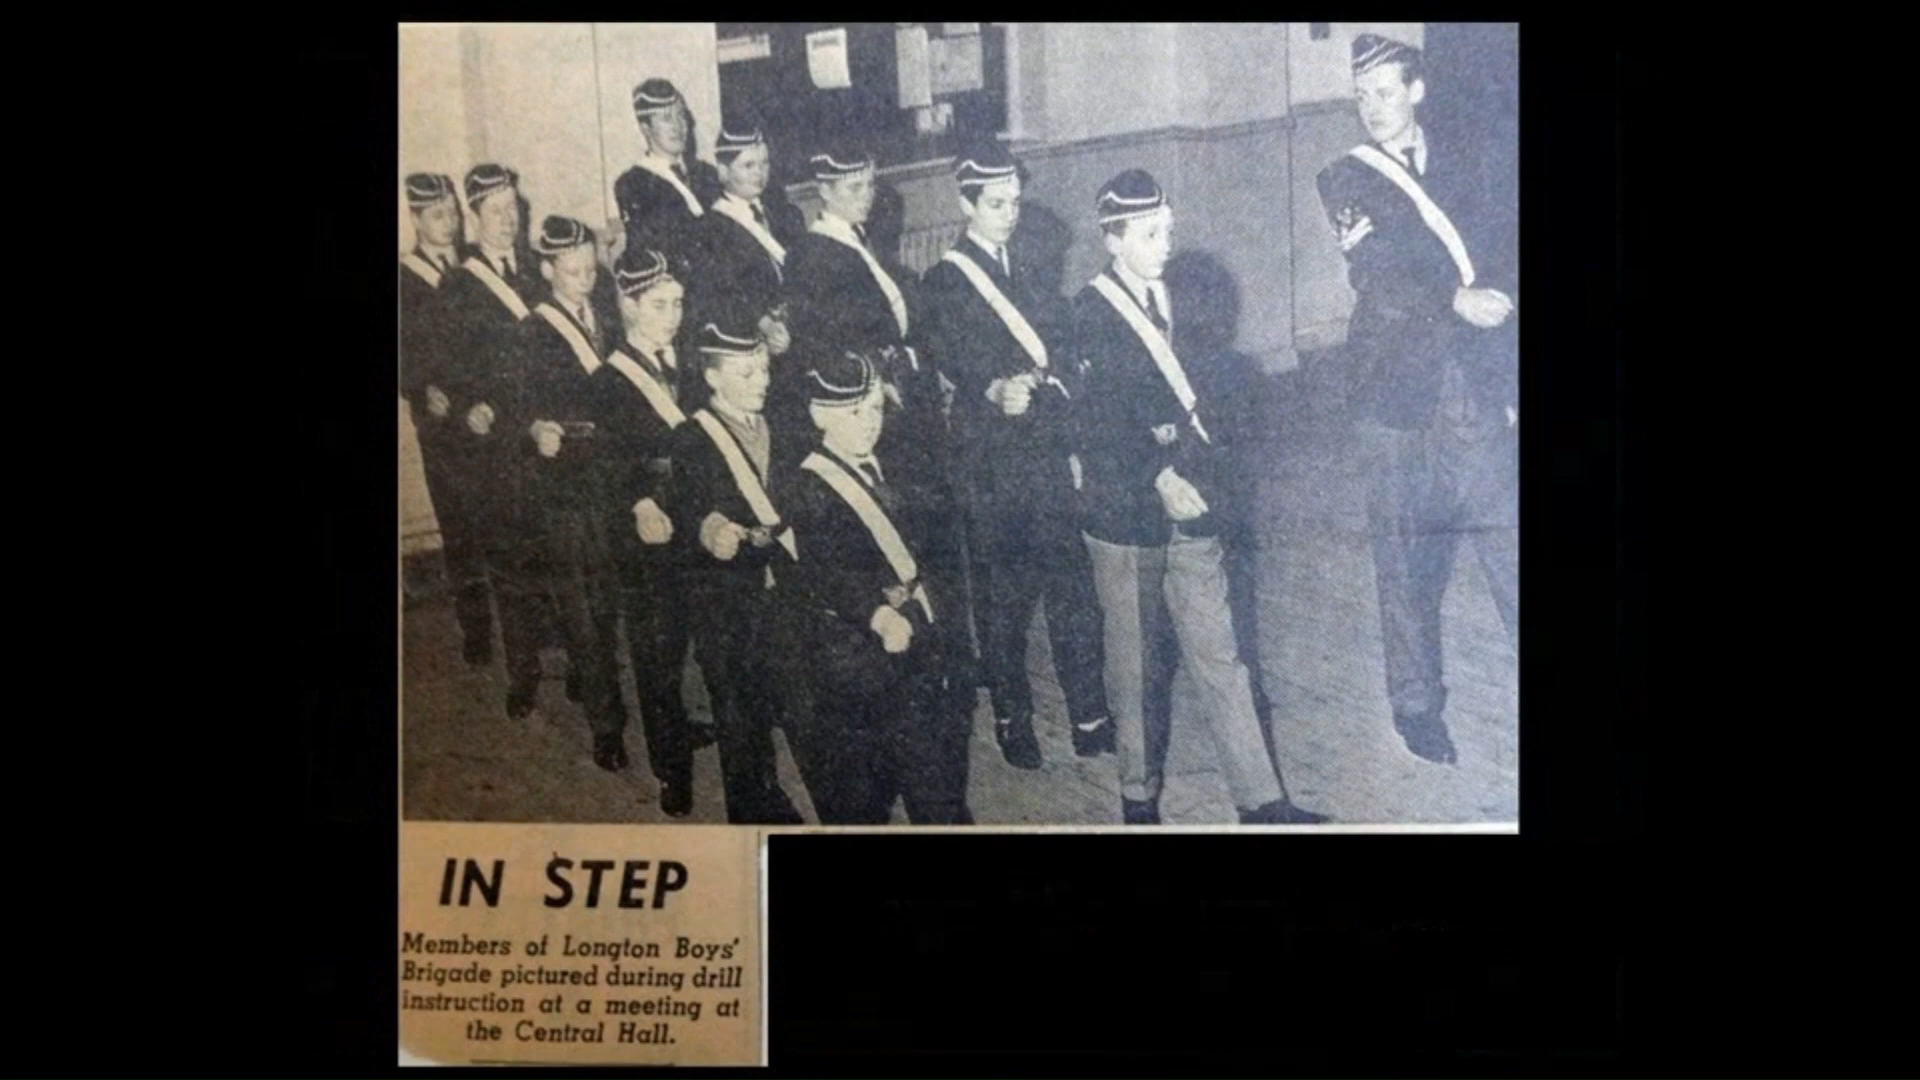 IN STEP
Members of Longton Boys'
Brigade pictured during drill
instruction at a meeting at
the Central Hall.